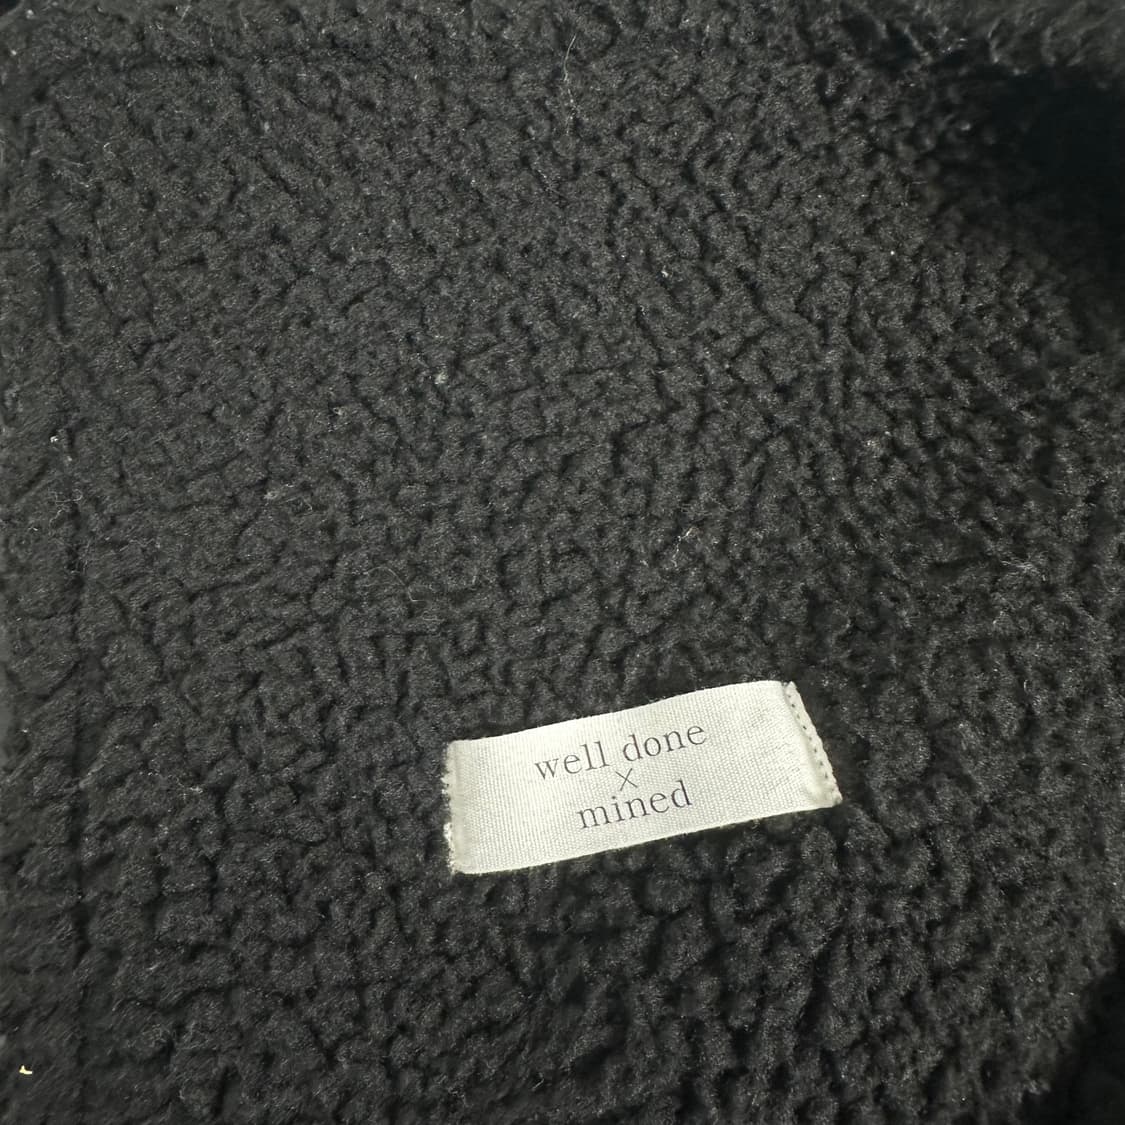 well done
×
mined